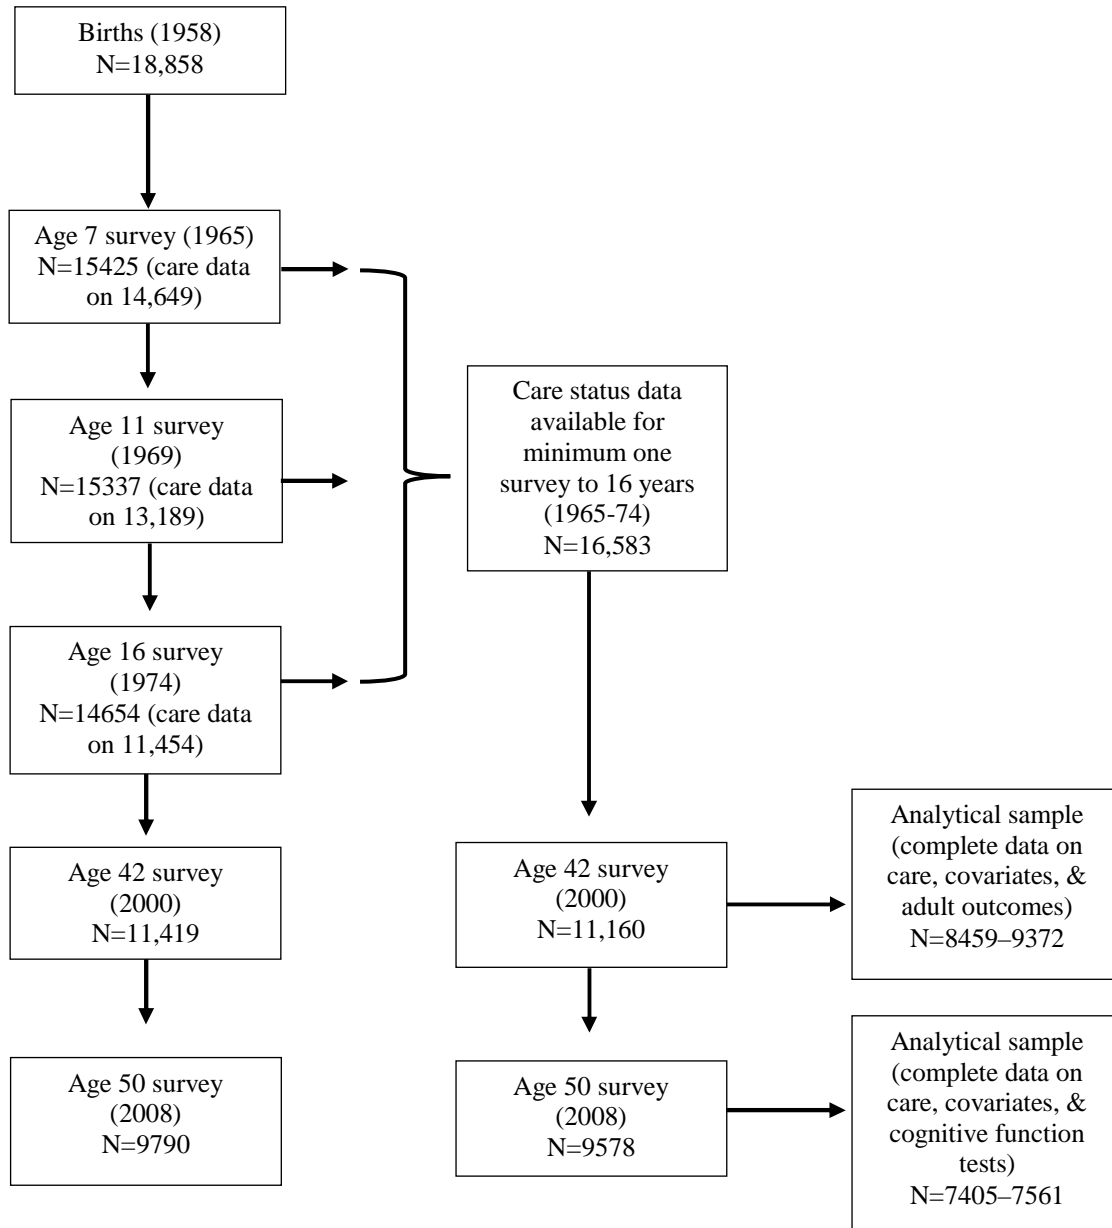 Births (1958)
N=18,858
Age 7 survey (1965)
N=15425 (care data
on 14,649)
Age 11 survey
(1969)
N=15337 (care data
on 13,189)
Age 16 survey
(1974)
N=14654 (care data
on 11,454)
Age 42 survey
(2000)
N=11,419
Age 50 survey
(2008)
N=9790
Care status data
available for
minimum one
survey to 16 years
(1965-74)
N=16,583
Age 42 survey
(2000)
N=11,160
Age 50 survey
(2008)
N=9578
Analytical sample
(complete data on
care, covariates, &
adult outcomes)
N=8459–9372
Analytical sample
(complete data on
care, covariates, &
cognitive function
tests)
N=7405–7561